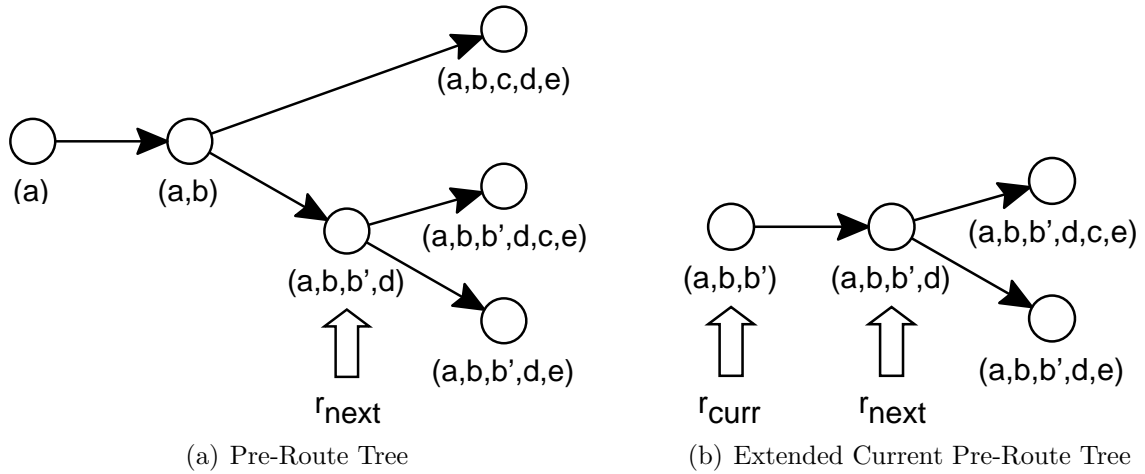 (a,b,c,d,e)
(a)
(a,b)
(a,b,b',d,c,e)
(a,b,b',d)
(a,b,b',d,e)
r_next
(a) Pre-Route Tree
(a,b,b',d,c,e)
(a,b,b')
(a,b,b',d)
(a,b,b',d,e)
r_curr
r_next
(b) Extended Current Pre-Route Tree